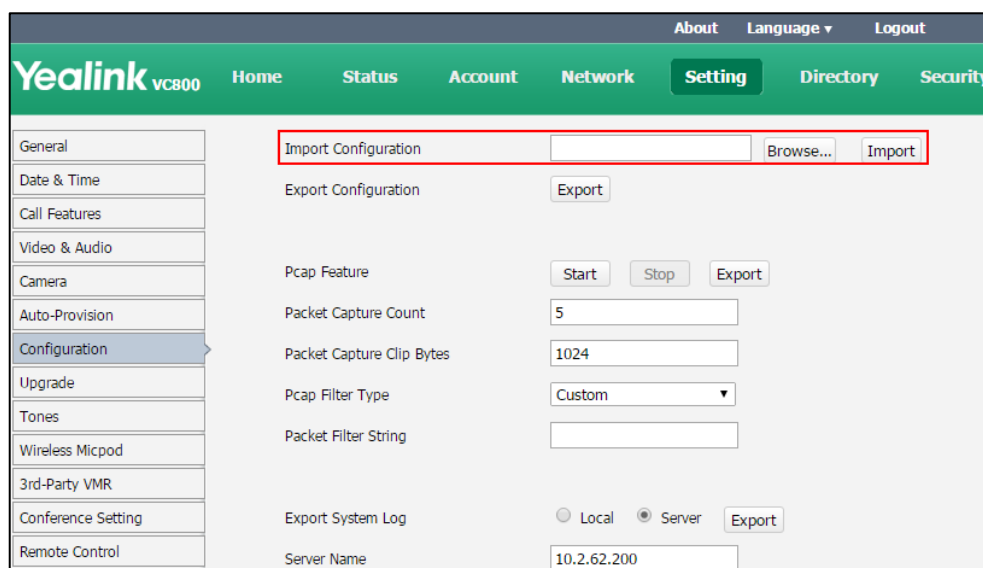 About Language ▾ Logout
Yealink VC800 Home Status Account Network Setting Directory Security
General
Date & Time
Call Features
Video & Audio
Camera
Auto-Provision
Configuration
Upgrade
Tones
Wireless Micpod
3rd-Party VMR
Conference Setting
Remote Control
Import Configuration Browse... Import
Export Configuration Export
Pcap Feature Start Stop Export
Packet Capture Count 5
Packet Capture Clip Bytes 1024
Pcap Filter Type Custom ▼
Packet Filter String
Export System Log Local Server Export
Server Name 10.2.62.200